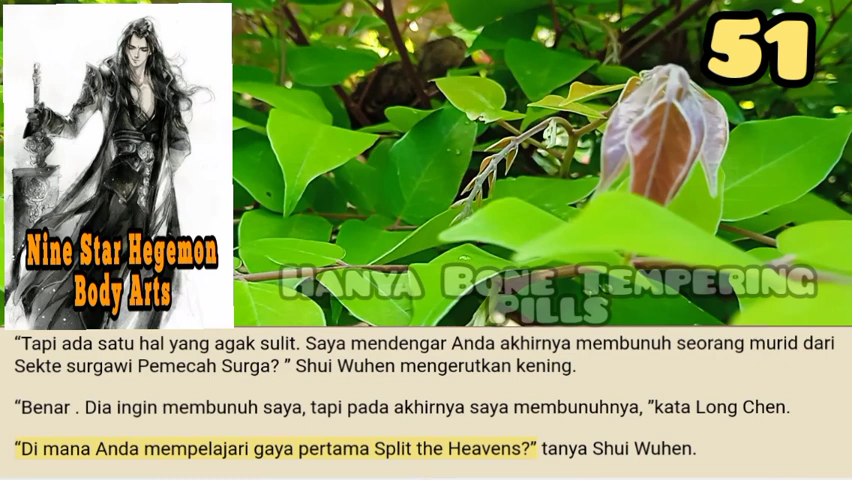 51
Nine Star Hegemon
Body Arts
Hanya Bone Tempering
Pills
“Tapi ada satu hal yang agak sulit. Saya mendengar Anda akhirnya membunuh seorang murid dari
Sekte surgawi Pemecah Surga? ” Shui Wuhen mengerutkan kening.
“Benar . Dia ingin membunuh saya, tapi pada akhirnya saya membunuhnya, ”kata Long Chen.
“Di mana Anda mempelajari gaya pertama Split the Heavens?” tanya Shui Wuhen.